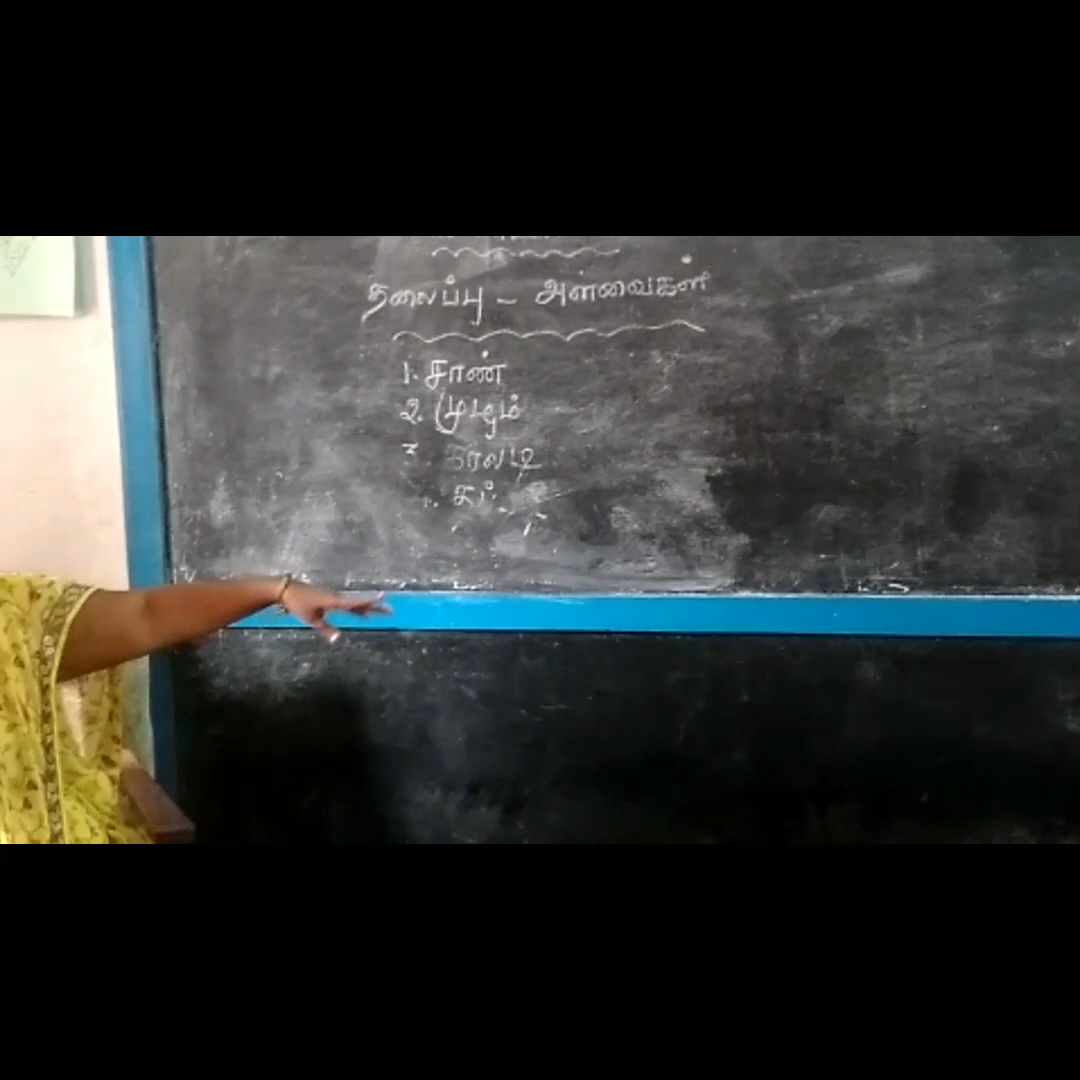 தலைப்பு - அளவைகள்
1. சாண்
2. முழம்
3. காலடி